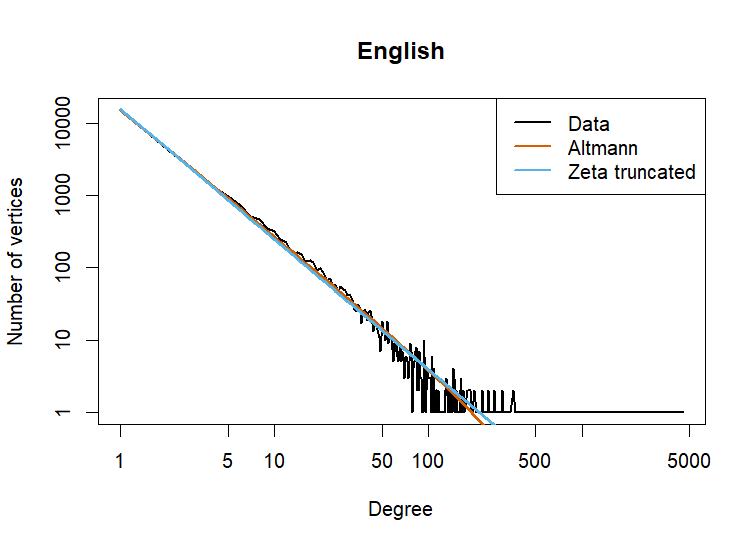 English
Data
Altmann
Zeta truncated
Number of vertices
10000
1000
100
10
1
1 5 10 50 100 500 5000
Degree